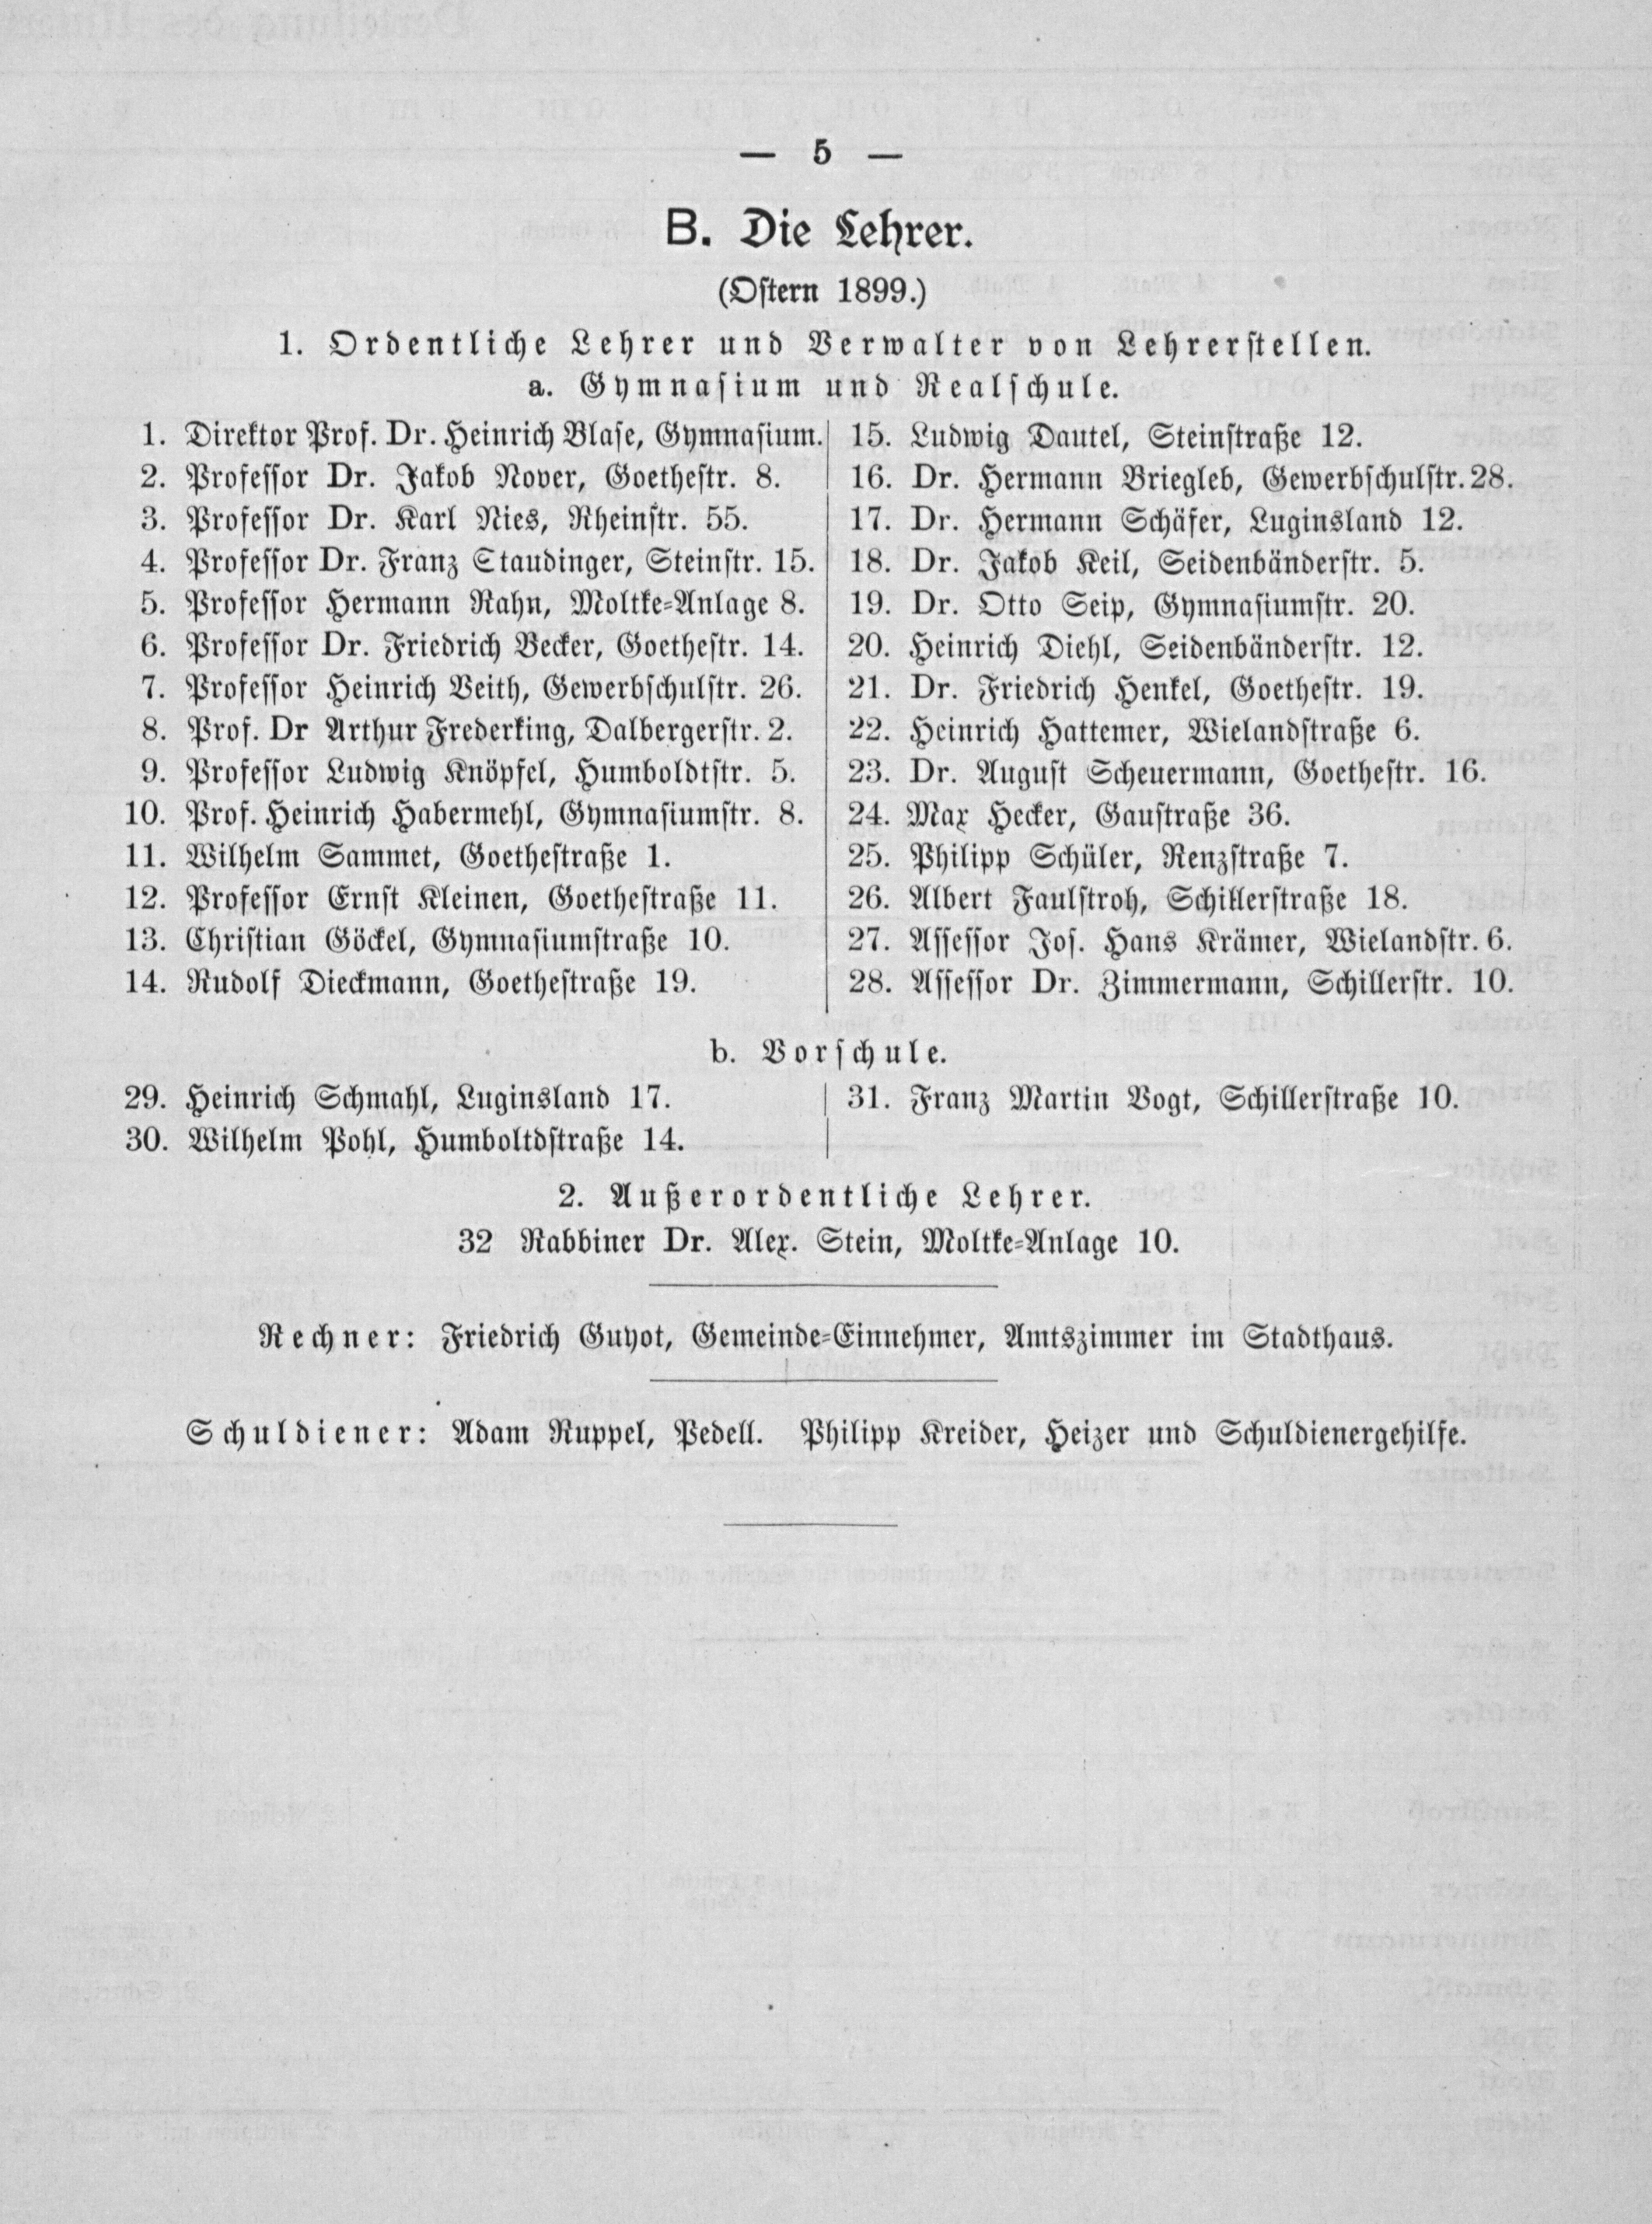 — 5 —
B. Die Lehrer.
(Ostern 1899.)
1. Ordentliche Lehrer und Verwalter von Lehrerstellen.
a. Gymnasium und Realschule.
1. Direktor Prof. Dr. Heinrich Blase, Gymnasium.
2. Professor Dr. Jakob Nover, Goethestr. 8.
3. Professor Dr. Karl Nies, Rheinstr. 55.
4. Professor Dr. Franz Staudinger, Steinstr. 15.
5. Professor Hermann Rahn, Moltke-Anlage 8.
6. Professor Dr. Friedrich Becker, Goethestr. 14.
7. Professor Heinrich Veith, Gewerbschulstr. 26.
8. Prof. Dr Arthur Frederking, Dalbergerstr. 2.
9. Professor Ludwig Knöpfel, Humboldtstr. 5.
10. Prof. Heinrich Habermehl, Gymnasiumstr. 8.
11. Wilhelm Sammet, Goethestraße 1.
12. Professor Ernst Kleinen, Goethestraße 11.
13. Christian Göckel, Gymnasiumstraße 10.
14. Rudolf Dieckmann, Goethestraße 19.
15. Ludwig Dautel, Steinstraße 12.
16. Dr. Hermann Briegleb, Gewerbschulstr. 28.
17. Dr. Hermann Schäfer, Luginsland 12.
18. Dr. Jakob Keil, Seidenbänderstr. 5.
19. Dr. Otto Seip, Gymnasiumstr. 20.
20. Heinrich Diehl, Seidenbänderstr. 12.
21. Dr. Friedrich Henkel, Goethestr. 19.
22. Heinrich Hattemer, Wielandstraße 6.
23. Dr. August Scheuermann, Goethestr. 16.
24. Max Hecker, Gaustraße 36.
25. Philipp Schüler, Renzstraße 7.
26. Albert Faulstroh, Schillerstraße 18.
27. Assessor Jos. Hans Krämer, Wielandstr. 6.
28. Assessor Dr. Zimmermann, Schillerstr. 10.
b. Vorschule.
29. Heinrich Schmahl, Luginsland 17.
30. Wilhelm Pohl, Humboltdstraße 14.
31. Franz Martin Vogt, Schillerstraße 10.
2. Außerordentliche Lehrer.
32 Rabbiner Dr. Alex. Stein, Moltke-Anlage 10.
Rechner: Friedrich Guyot, Gemeinde-Einnehmer, Amtszimmer im Stadthaus.
Schuldiener: Adam Ruppel, Pedell. Philipp Kreider, Heizer und Schuldienergehilfe.